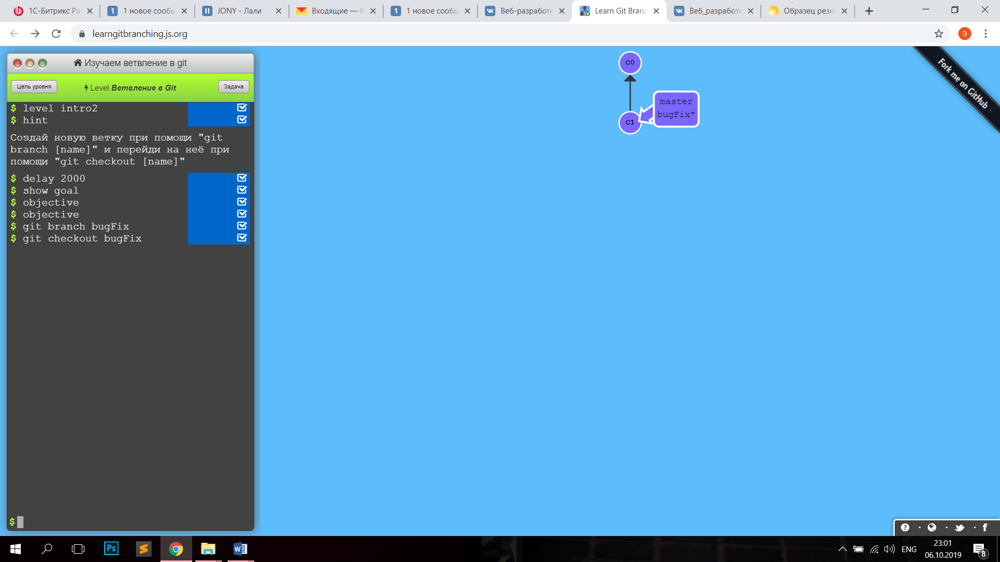 1С-Битрикс Ра
1 новое сообщ
JONY - Лали
Входящие — Я
1 новое сообщ
Веб-разработк
Learn Git Branc
Веб_разработк
Образец резю
learngitbranching.js.org
Э
Изучаем ветвление в git
Цель уровня
Level Ветвление в Git
Задача
$ level intro2
$ hint
Создай новую ветку при помощи "git
branch [name]" и перейди на неё при
помощи "git checkout [name]"
$ delay 2000
$ show goal
$ objective
$ objective
$ git branch bugFix
$ git checkout bugFix
$
C0
master
bugFix*
C1
Fork me on GitHub
Ps
ENG
23:01
06.10.2019
8